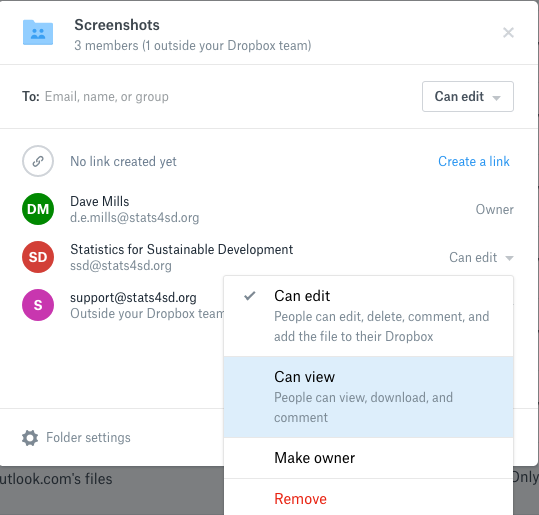 Screenshots
3 members (1 outside your Dropbox team)
To: Email, name, or group
Can edit
No link created yet
Create a link
DM
Dave Mills
d.e.mills@stats4sd.org
Owner
SD
Statistics for Sustainable Development
ssd@stats4sd.org
Can edit
S
support@stats4sd.org
Outside your Dropbox team
Can edit
People can edit, delete, comment, and
add the file to their Dropbox
Can view
People can view, download, and
comment
Make owner
Remove
Folder settings
utlook.com's files
Only